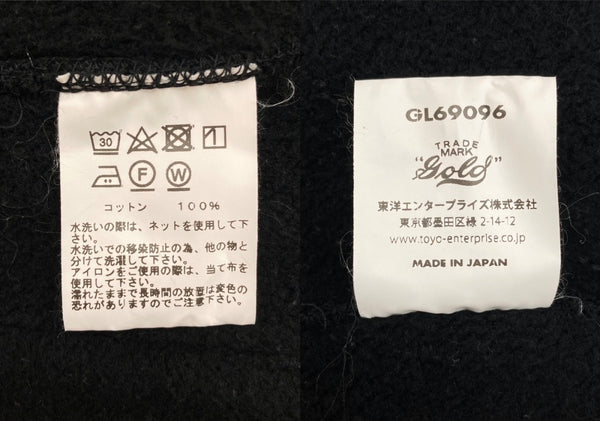 30
F W
コットン 100%
水洗いの際は、ネットを使用して下
さい。
水洗いでの移染防止の為、他の物と
分けて洗濯して下さい。
アイロンをご使用の際は、当て布を
使用して下さい。
濡れたままで長時間の放置は変色の
恐れがありますのでご注意下さい。
GL69096
TRADE
MARK
"Gold"
東洋エンタープライズ株式会社
東京都墨田区緑 2-14-12
www.toyo-enterprise.co.jp
MADE IN JAPAN